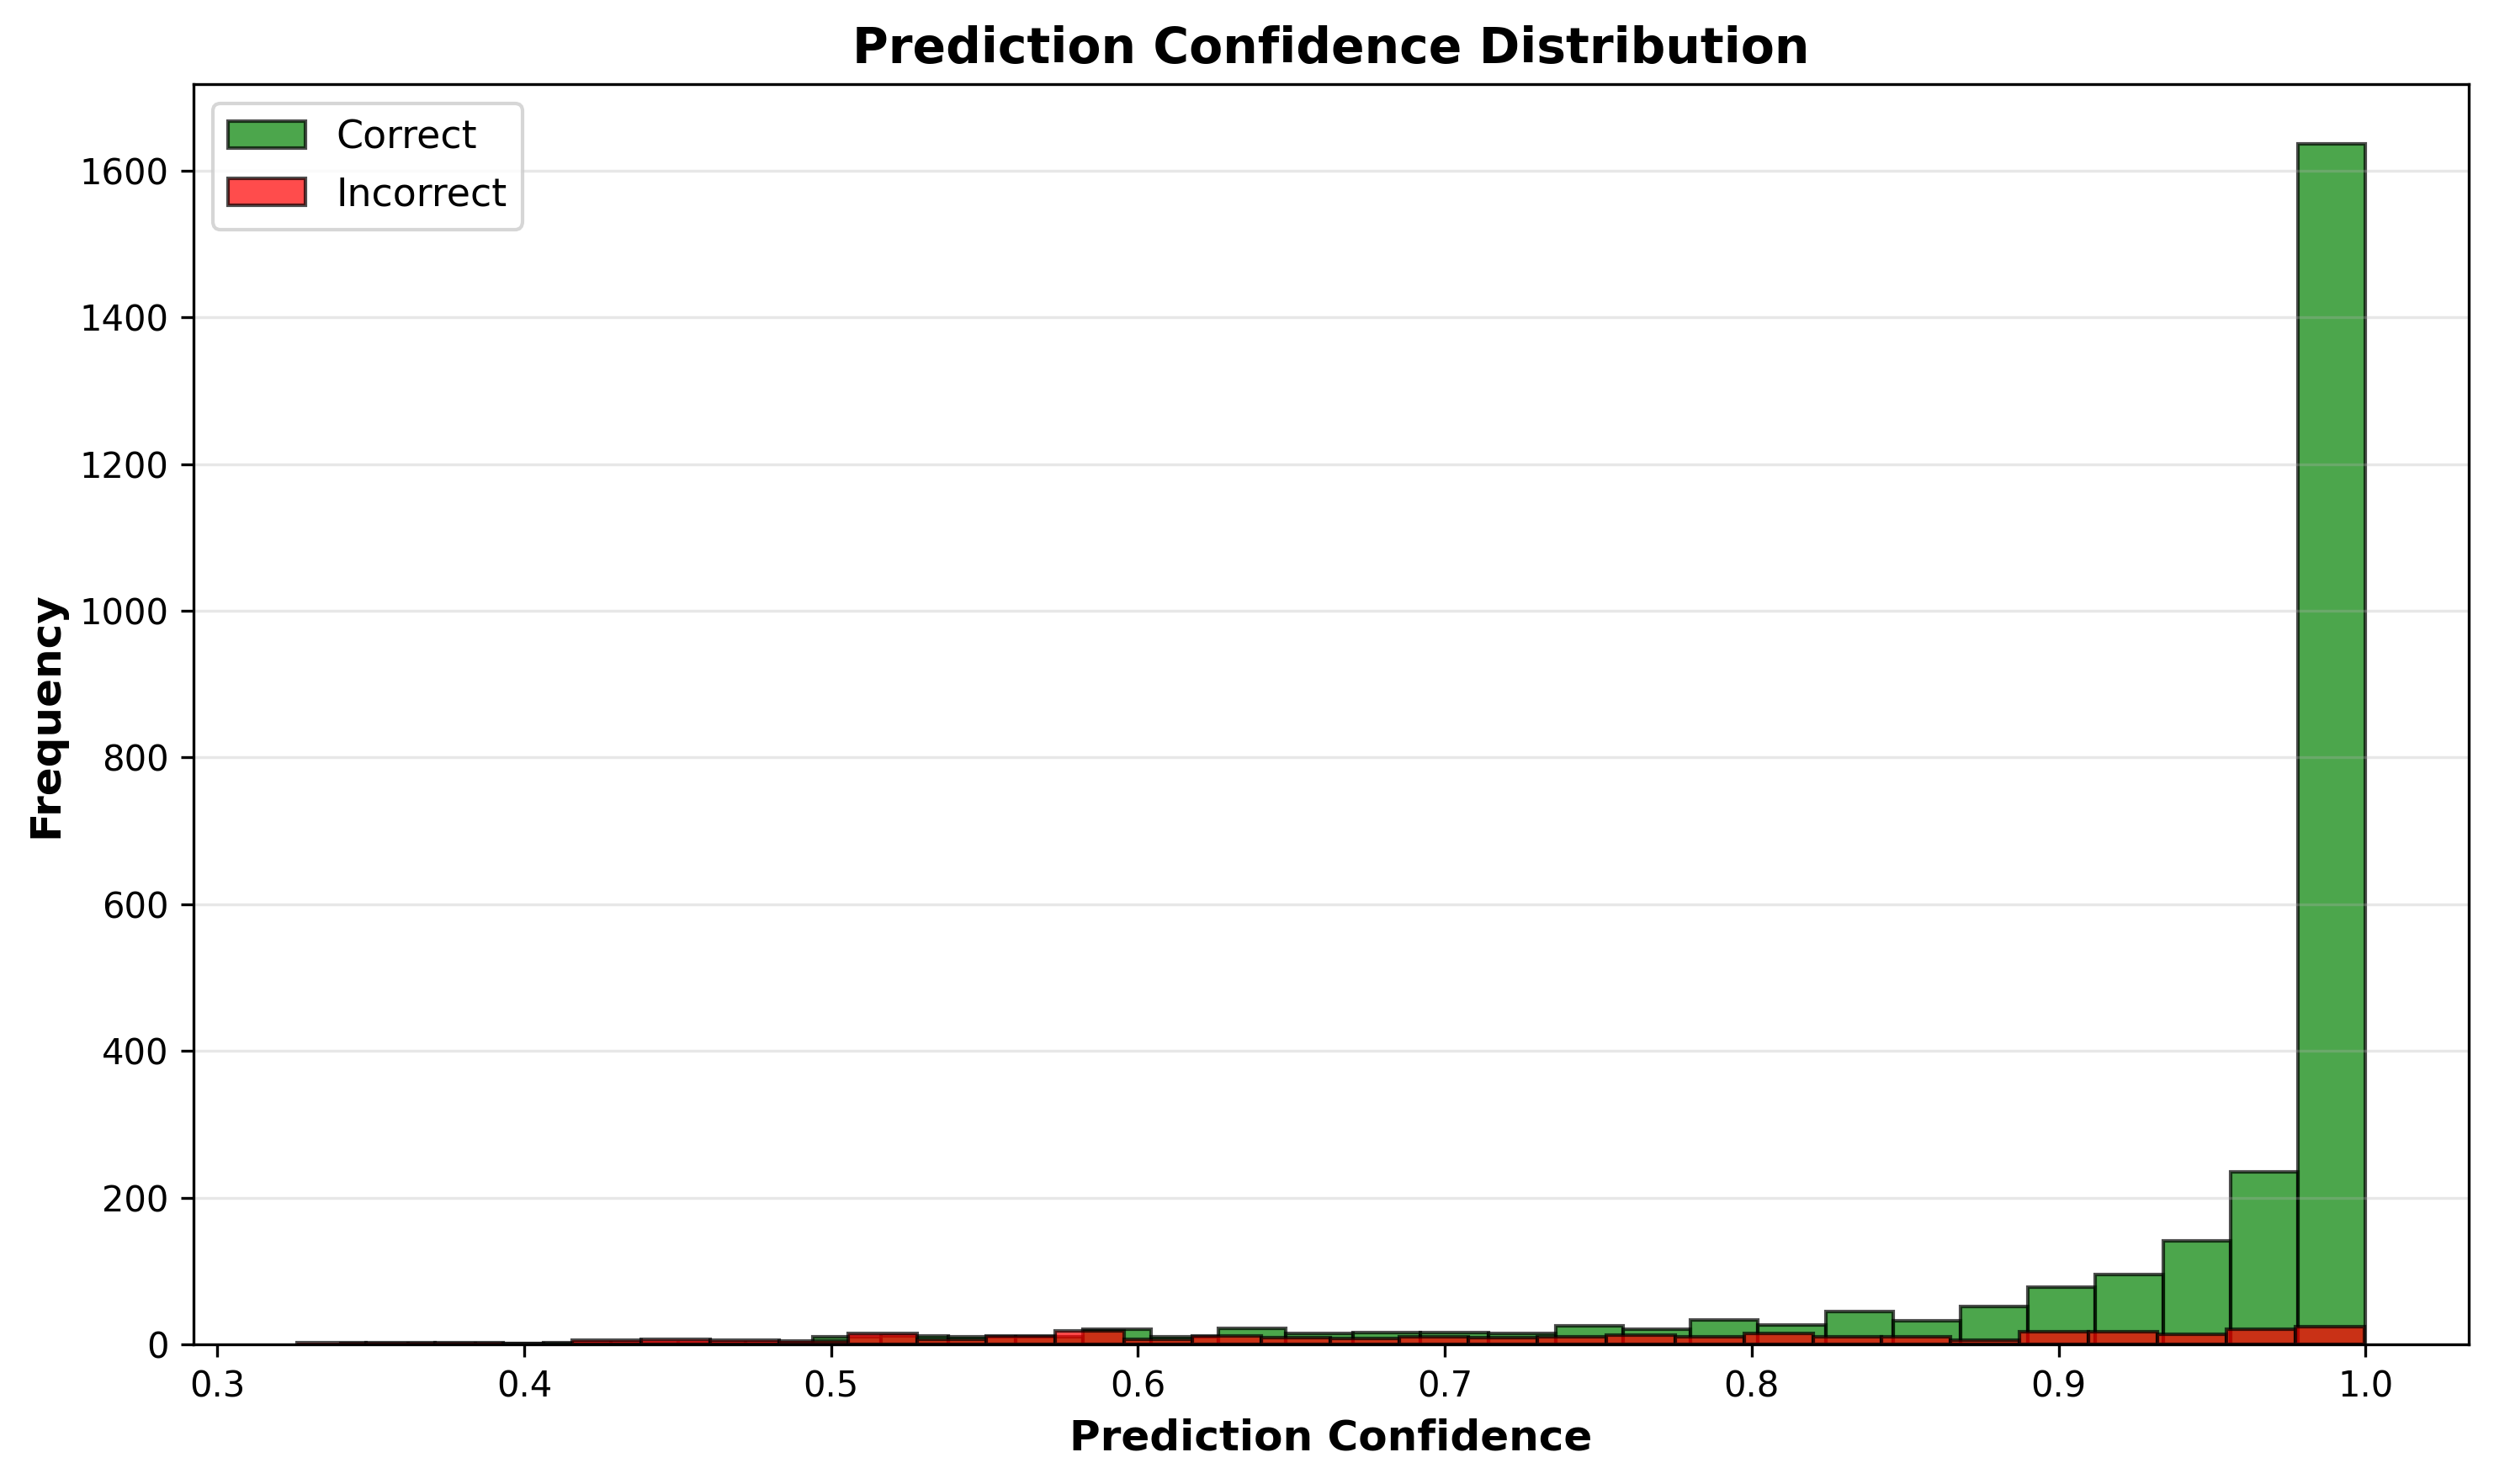 Prediction Confidence Distribution
Correct
Incorrect
1600
1400
1200
1000
800
600
400
200
0
Frequency
0.3 0.4 0.5 0.6 0.7 0.8 0.9 1.0
Prediction Confidence